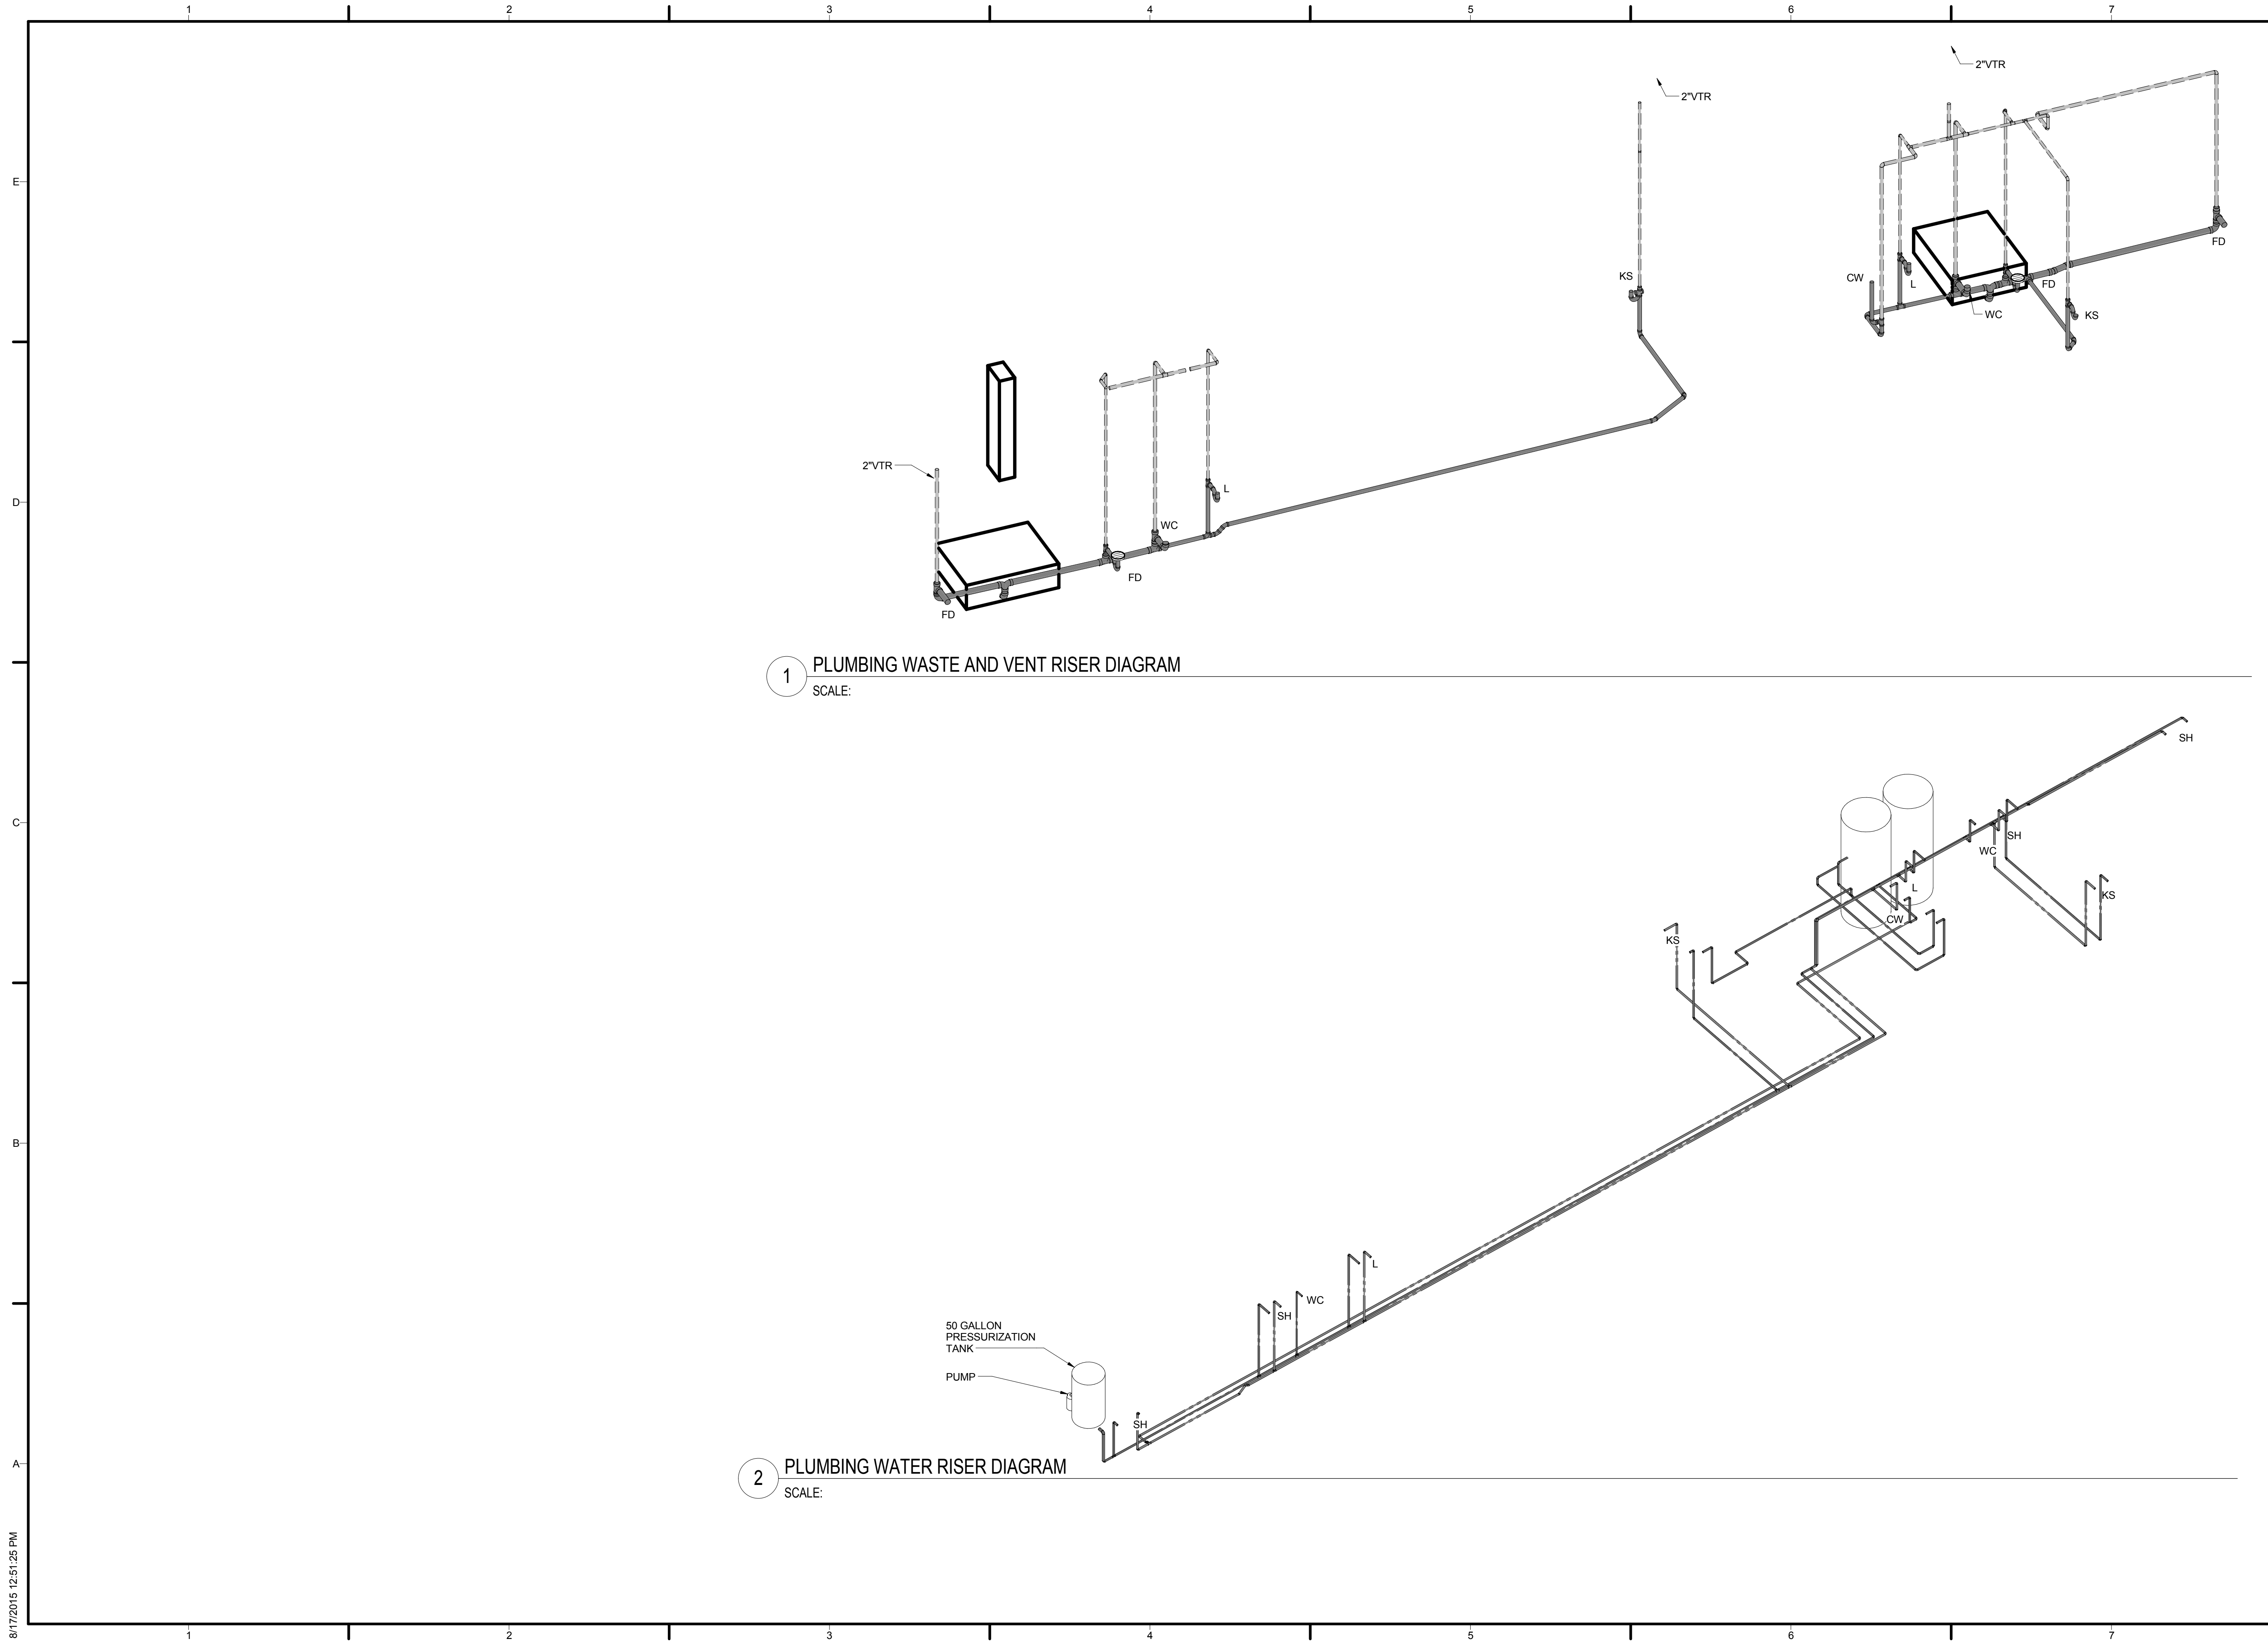 1 2 3 4 5 6 7
2"VTR
2"VTR
E
KS
CW
L
FD
FD
WC
KS
2"VTR
D
L
WC
FD
FD
1 PLUMBING WASTE AND VENT RISER DIAGRAM
SCALE:
SH
C
SH
WC
L
KS
CW
KS
B
L
WC
SH
50 GALLON
PRESSURIZATION
TANK
PUMP
SH
A
2 PLUMBING WATER RISER DIAGRAM
SCALE:
8/17/2015 12:51:25 PM
1 2 3 4 5 6 7